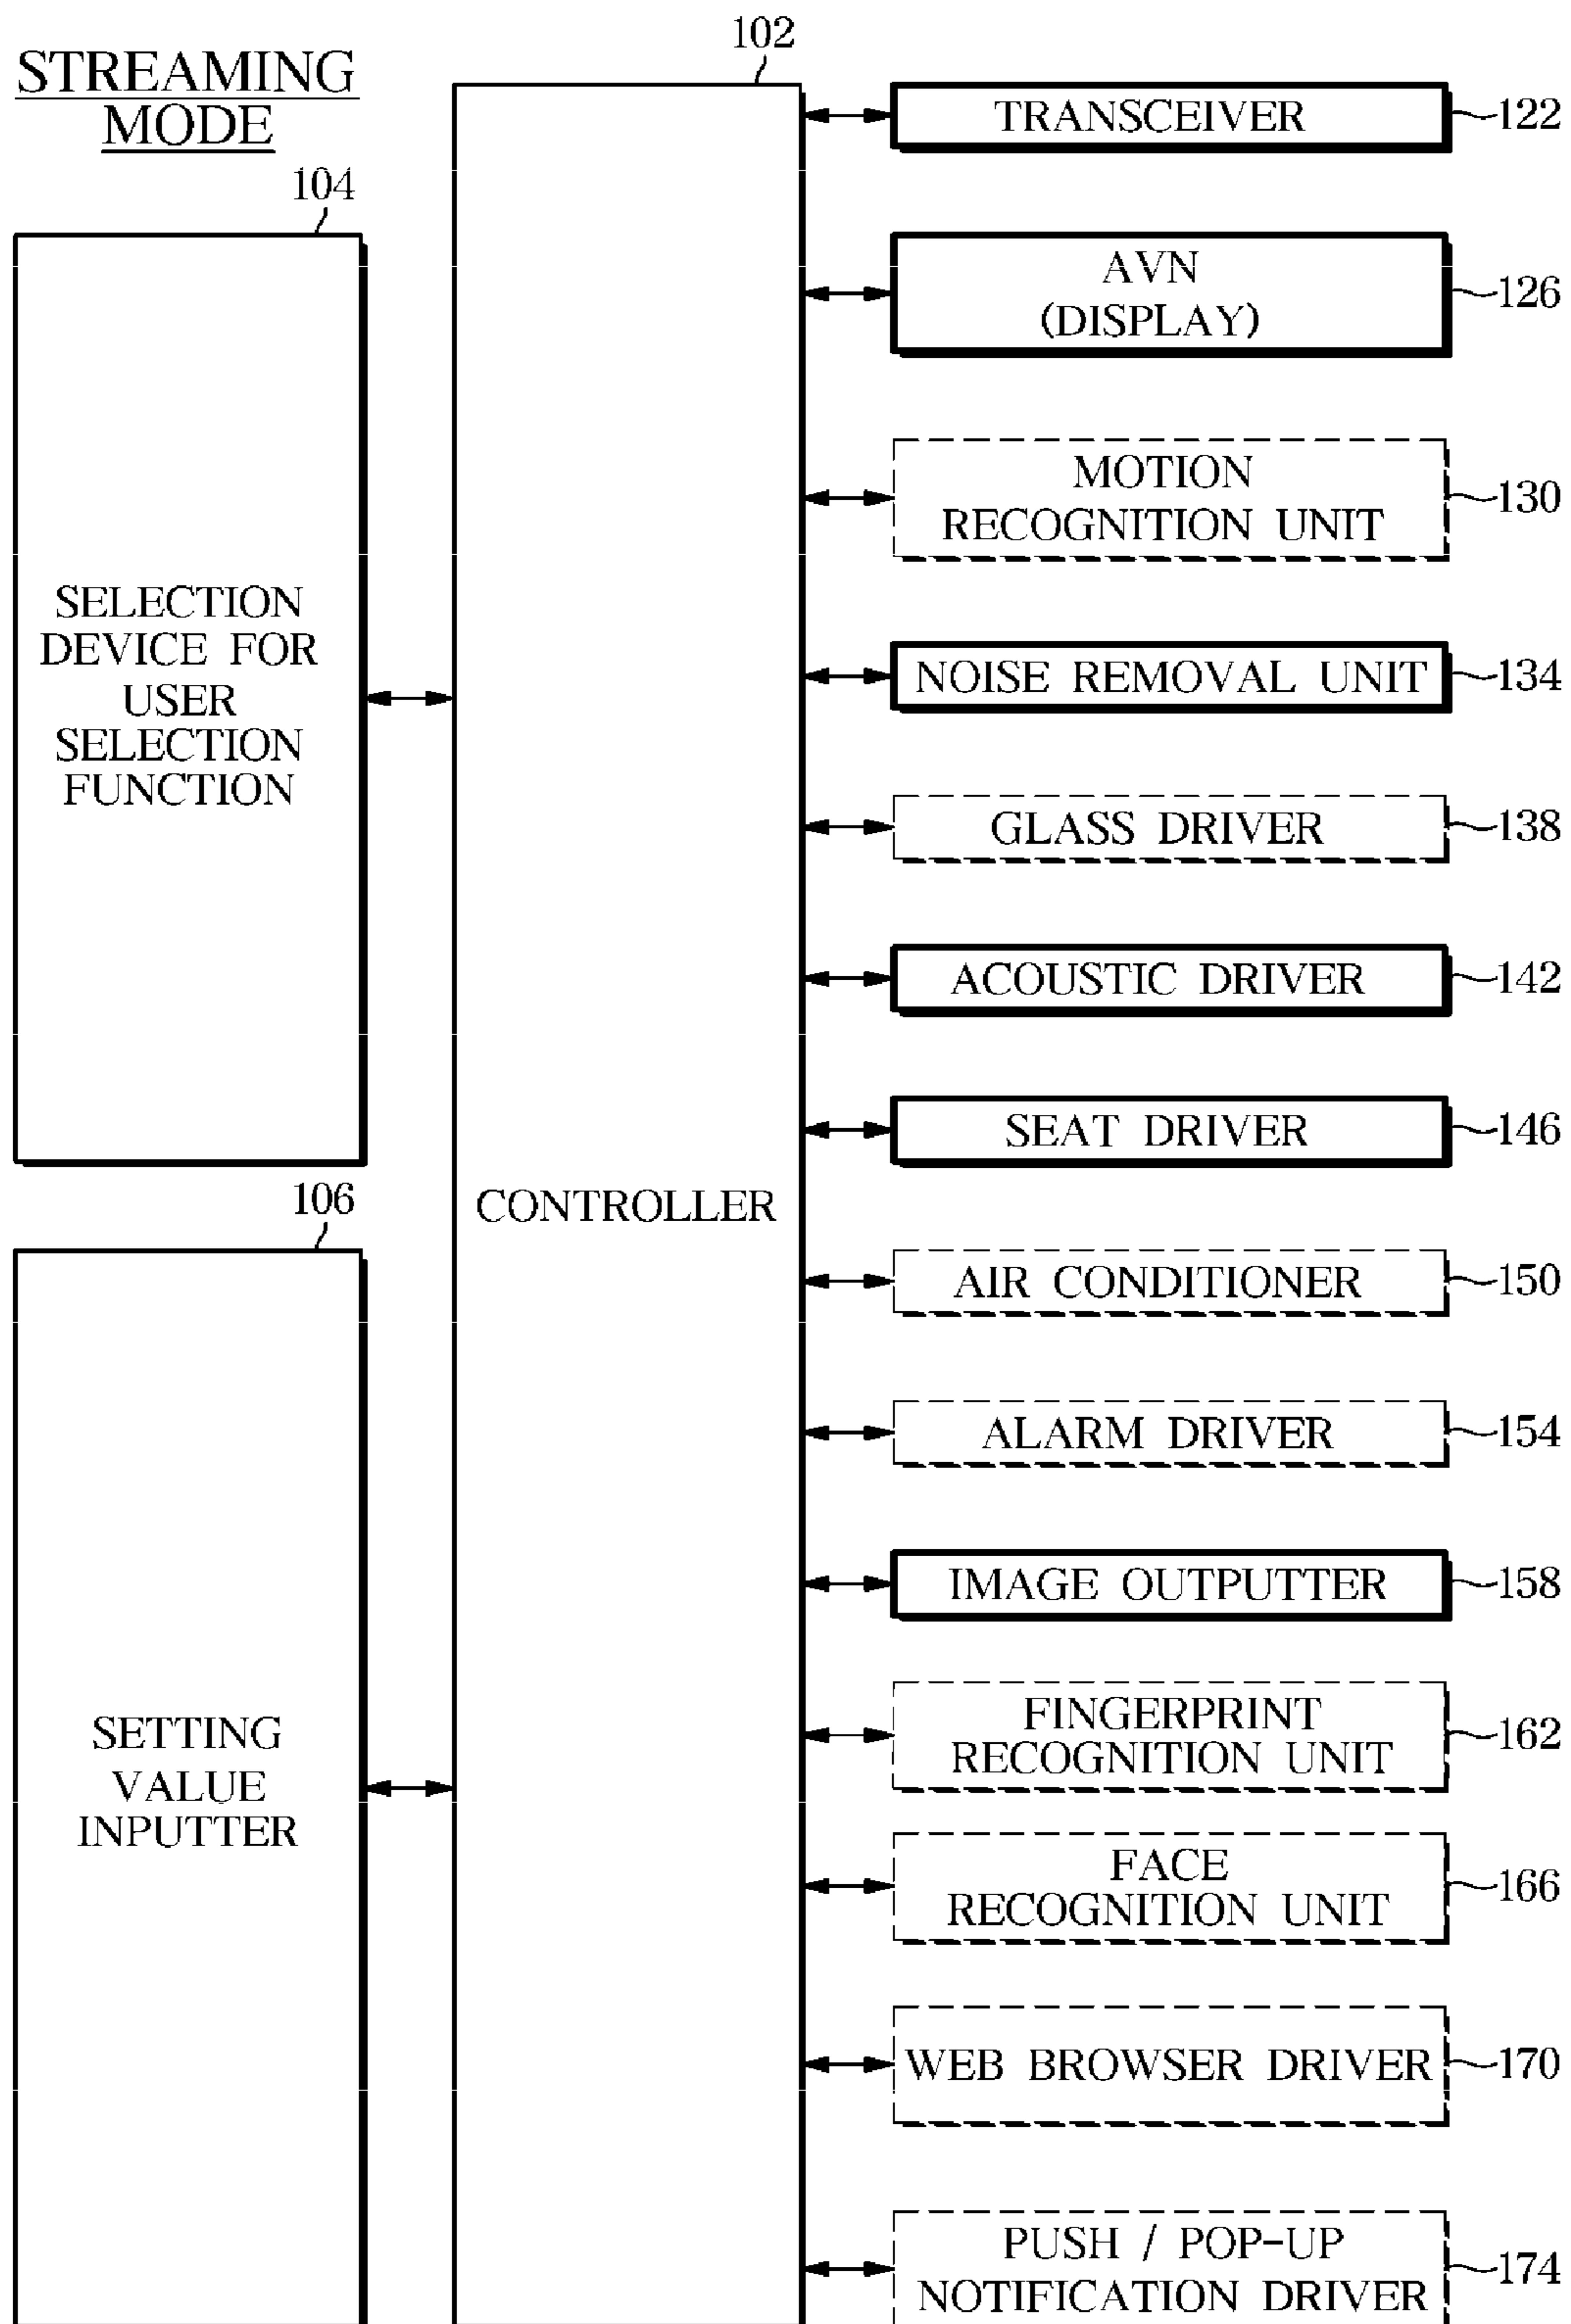 STREAMING
MODE
102
104
SELECTION
DEVICE FOR
USER
SELECTION
FUNCTION
106
SETTING
VALUE
INPUTTER
CONTROLLER
TRANSCEIVER
122
AVN
(DISPLAY)
126
MOTION
RECOGNITION UNIT
130
NOISE REMOVAL UNIT
134
GLASS DRIVER
138
ACOUSTIC DRIVER
142
SEAT DRIVER
146
AIR CONDITIONER
150
ALARM DRIVER
154
IMAGE OUTPUTTER
158
FINGERPRINT
RECOGNITION UNIT
162
FACE
RECOGNITION UNIT
166
WEB BROWSER DRIVER
170
PUSH / POP-UP
NOTIFICATION DRIVER
174